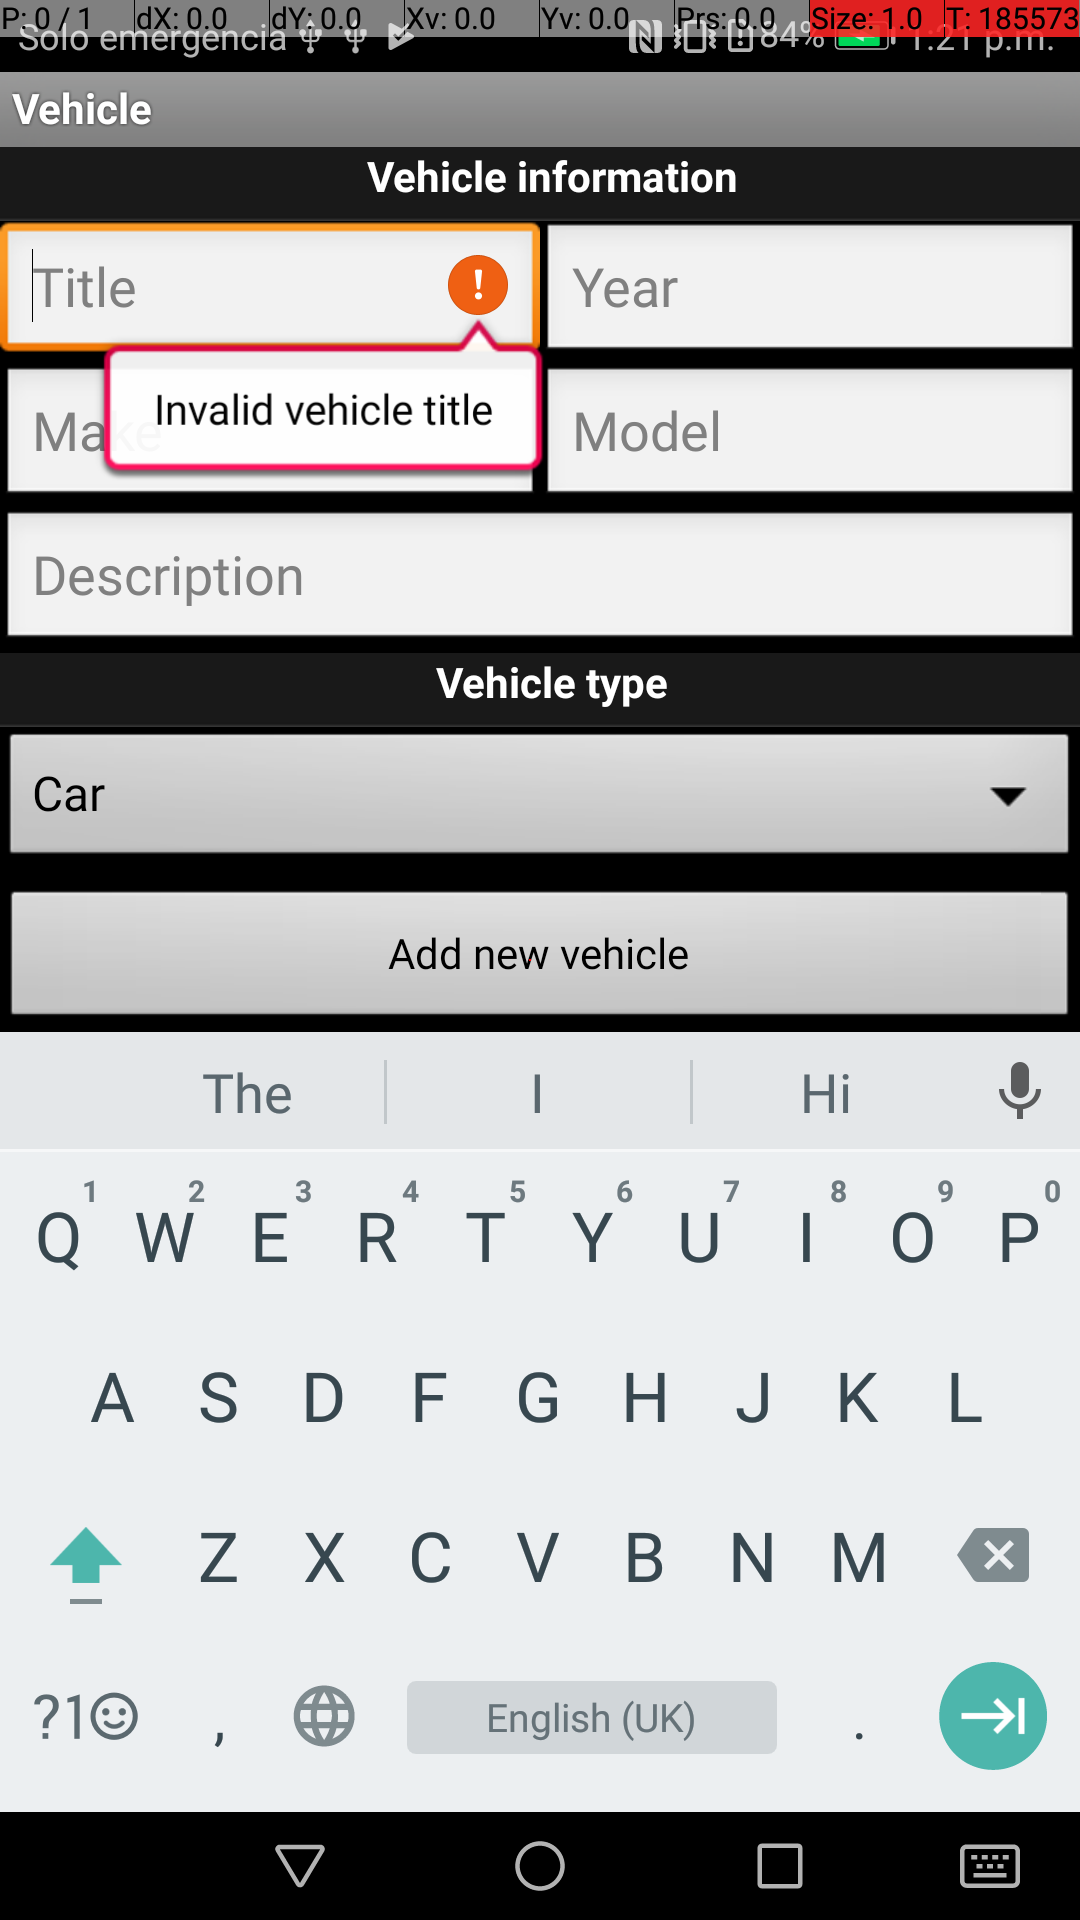 P: 0 / 1 dX: 0.0 dY: 0.0 Xv: 0.0 Yv: 0.0 Prs: 0.0 Size: 1.0 T: 185573
Solo emergencia 84% 1:21 p.m.
Vehicle
Vehicle information
Title Year
Invalid vehicle title
Make Model
Description
Vehicle type
Car
Add new vehicle
The I Hi
1 2 3 4 5 6 7 8 9 0
Q W E R T Y U I O P
A S D F G H J K L
Z X C V B N M
?1 , English (UK) .